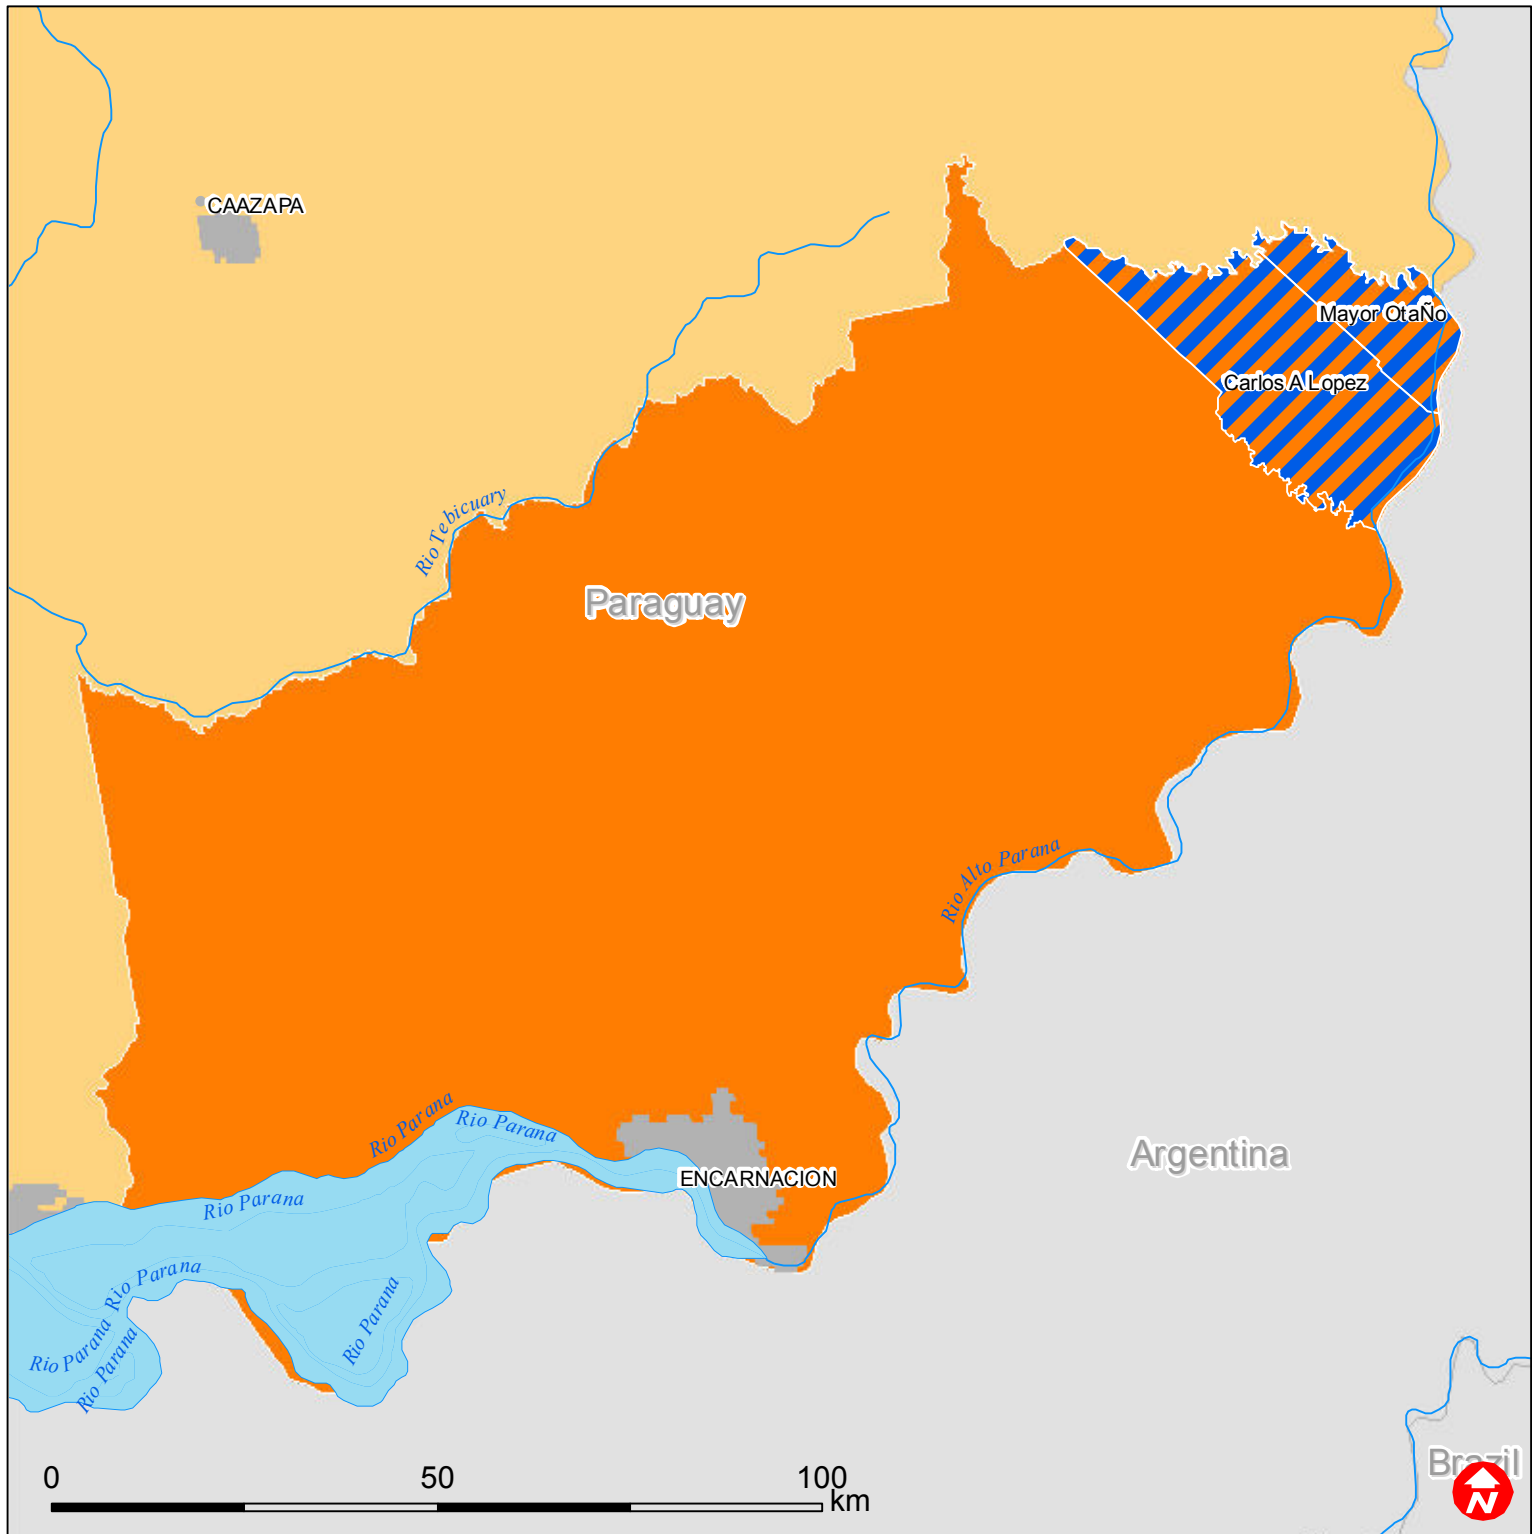 CAAZAPA
Mayor OtaÑo
Carlos A Lopez
Rio Tebicuary
Paraguay
Rio Alto Parana
Rio Parana
Rio Parana
Argentina
ENCARNACION
Rio Parana
Rio Parana
Rio Parana
Rio Parana
Rio Parana
Brazil
0 50 100
km
N